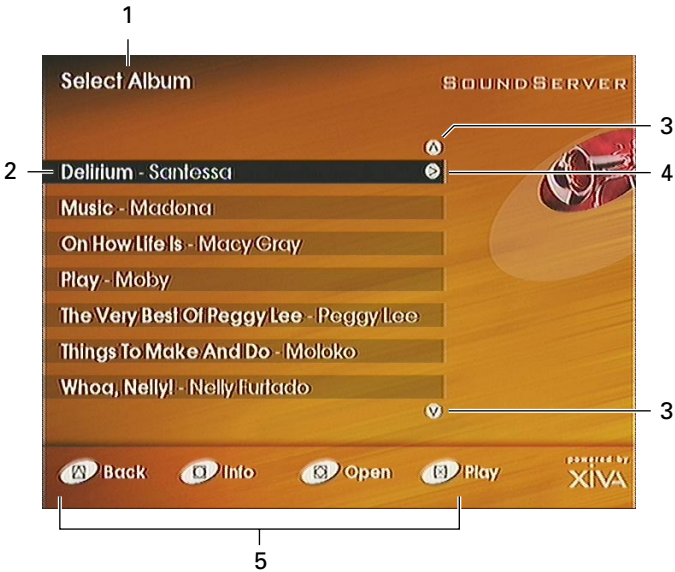 1
Select Album
SOUNDSERVER
3
2
Delirium - Santessa
4
Music - Madona
On How Life Is - Macy Gray
Play - Moby
The Very Best Of Peggy Lee - Peggy Lee
Things To Make And Do - Moloko
Whoa, Nelly! - Nelly Furtado
3
Back
Info
Open
Play
powered by
XiVA
5